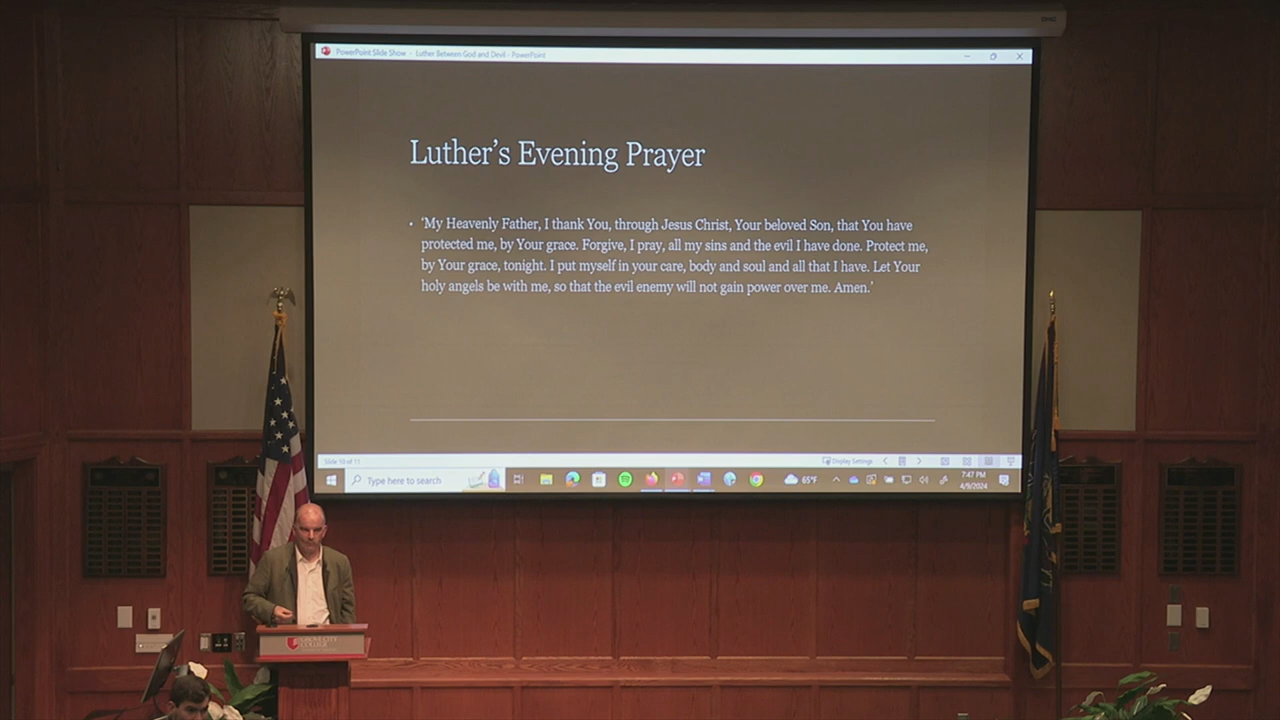 PowerPoint Slide Show - Luther Between God and Devil - PowerPoint
Luther's Evening Prayer
• 'My Heavenly Father, I thank You, through Jesus Christ, Your beloved Son, that You have
protected me, by Your grace. Forgive, I pray, all my sins and the evil I have done. Protect me,
by Your grace, tonight. I put myself in your care, body and soul and all that I have. Let Your
holy angels be with me, so that the evil enemy will not gain power over me. Amen.'
Slide 10 of 11
Display Settings
Type here to search
65°F
7:47 PM
4/9/2024
GROVE CITY
COLLEGE